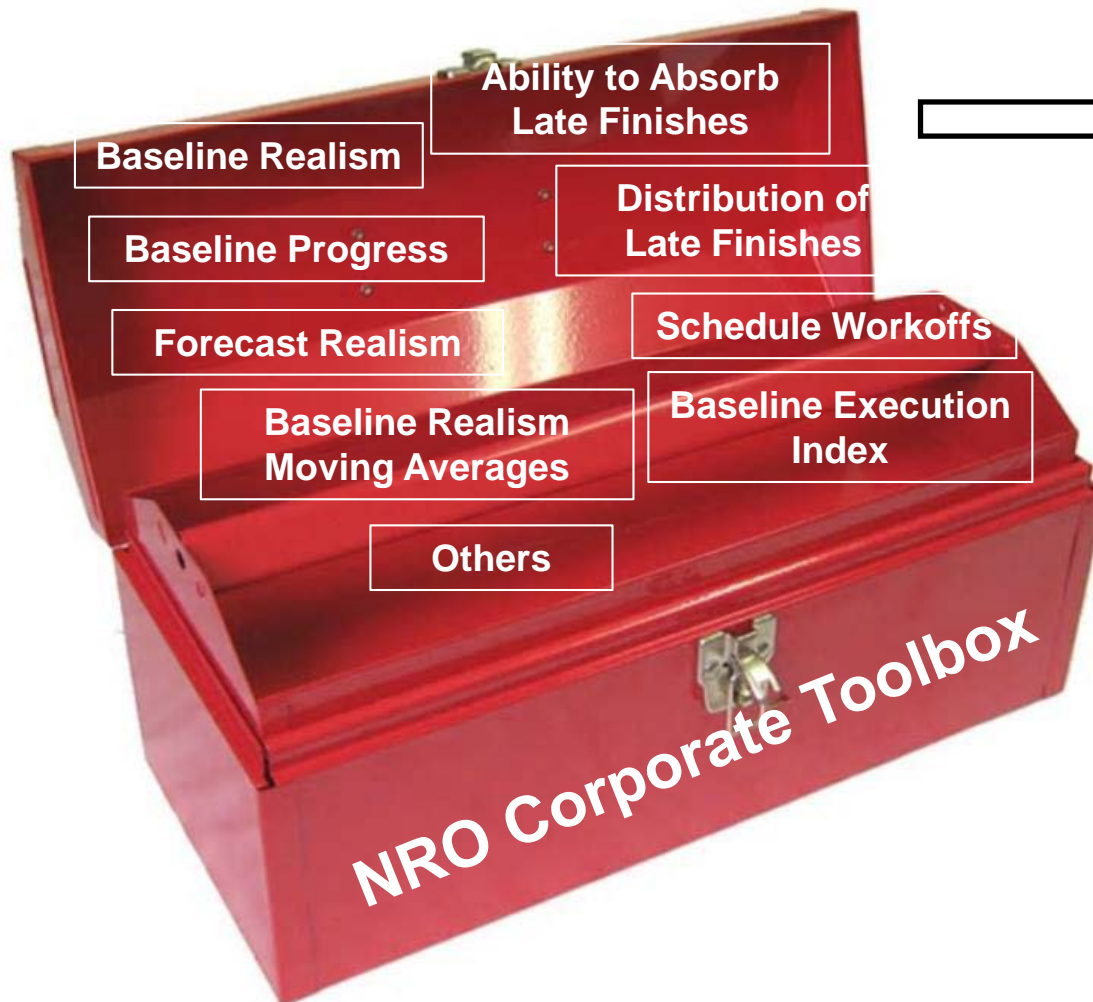 Ability to Absorb
Late Finishes
Baseline Realism
Distribution of
Late Finishes
Baseline Progress
Forecast Realism
Schedule Workoffs
Baseline Realism
Moving Averages
Baseline Execution
Index
Others
NRO Corporate Toolbox